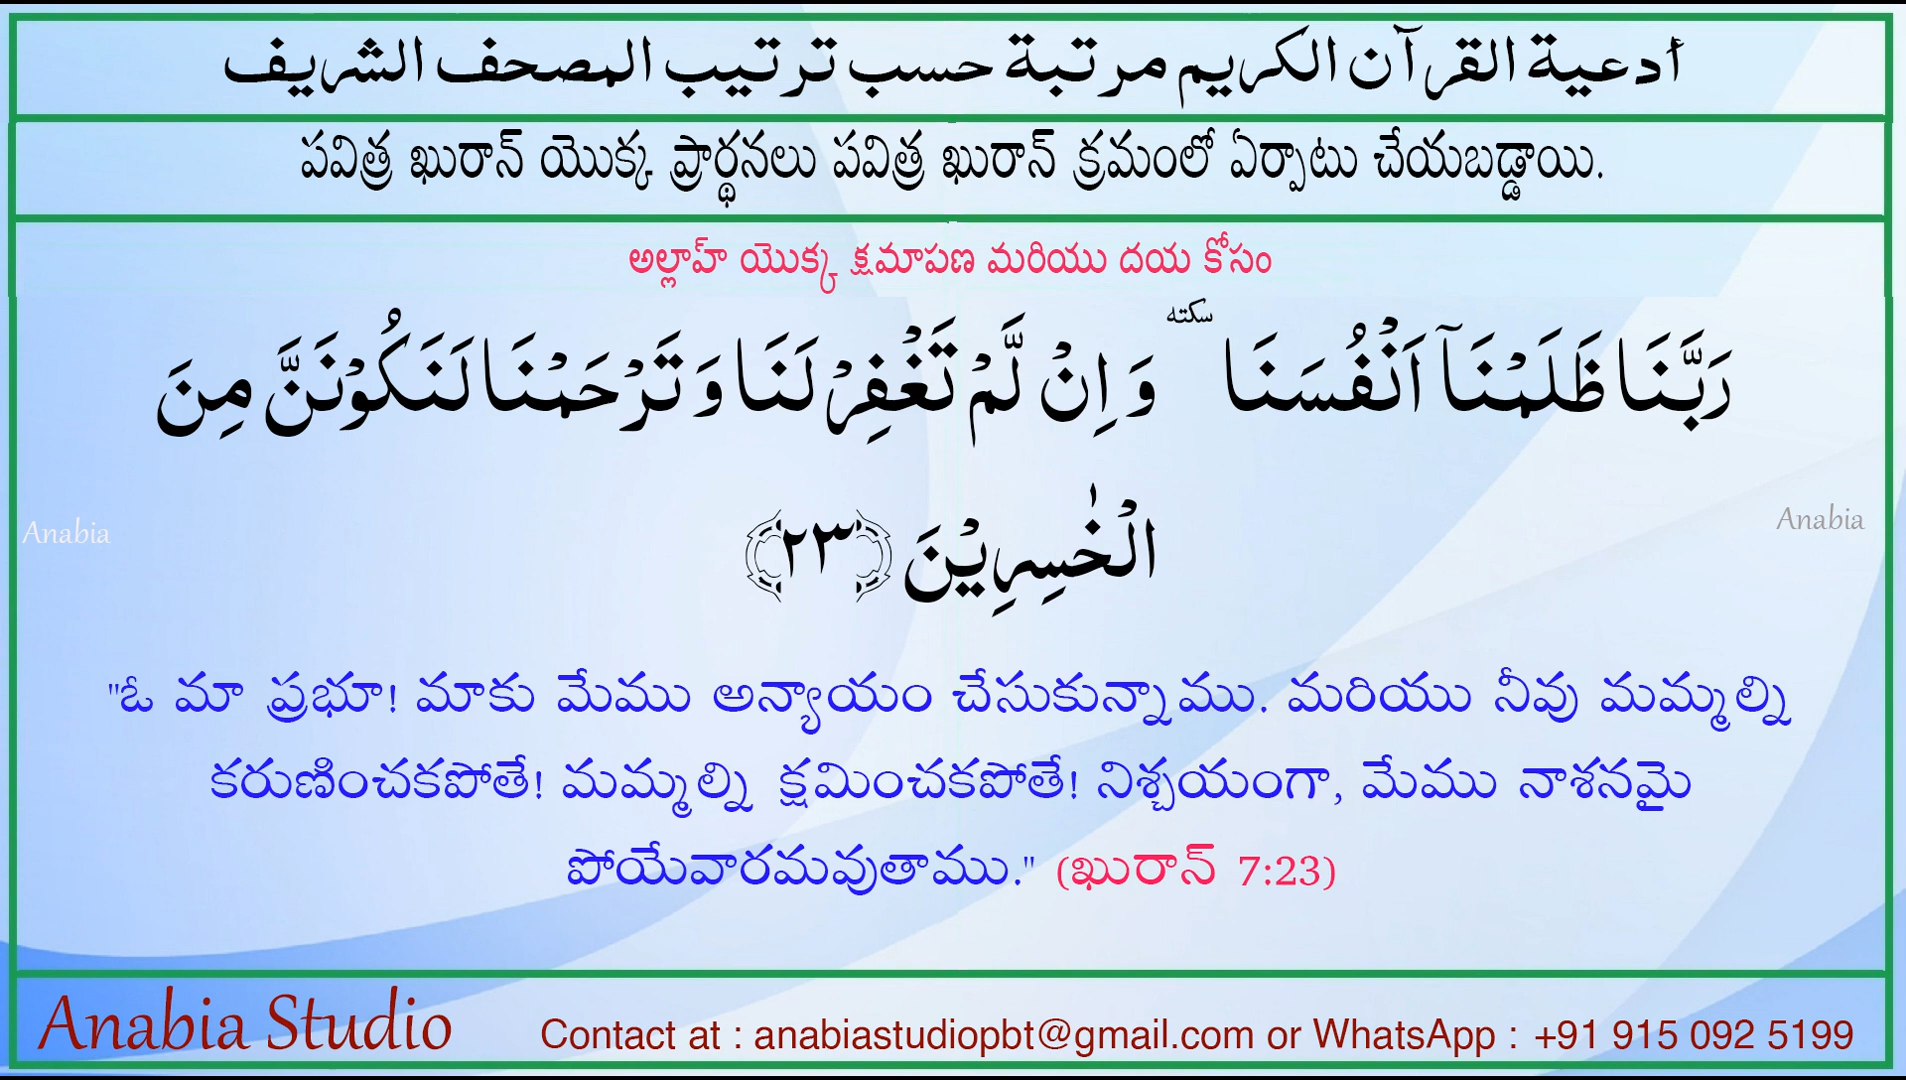 أدعية القرآن الكريم مرتبة حسب ترتيب المصحف الشريف
పవిత్ర ఖురాన్ యొక్క ప్రార్థనలు పవిత్ర ఖురాన్ క్రమంలో ఏర్పాటు చేయబడ్డాయి.
అల్లాహ్ యొక్క క్షమాపణ మరియు దయ కోసం
رَبَّنَا ظَلَمْنَآ اَنْفُسَنَا ٚ سكته وَ اِنْ لَّمْ تَغْفِرْ لَنَا وَ تَرْحَمْنَا لَنَكُوْنَنَّ مِنَ
الْخٰسِرِيْنَ ﴿۲۳﴾
Anabia
Anabia
"ఓ మా ప్రభూ! మాకు మేము అన్యాయం చేసుకున్నాము. మరియు నీవు మమ్మల్ని
కరుణించకపోతే! మమ్మల్ని క్షమించకపోతే! నిశ్చయంగా, మేము నాశనమై
పోయేవారమవుతాము." (ఖురాన్ 7:23)
Anabia Studio
Contact at : anabiastudiopbt@gmail.com or WhatsApp : +91 915 092 5199